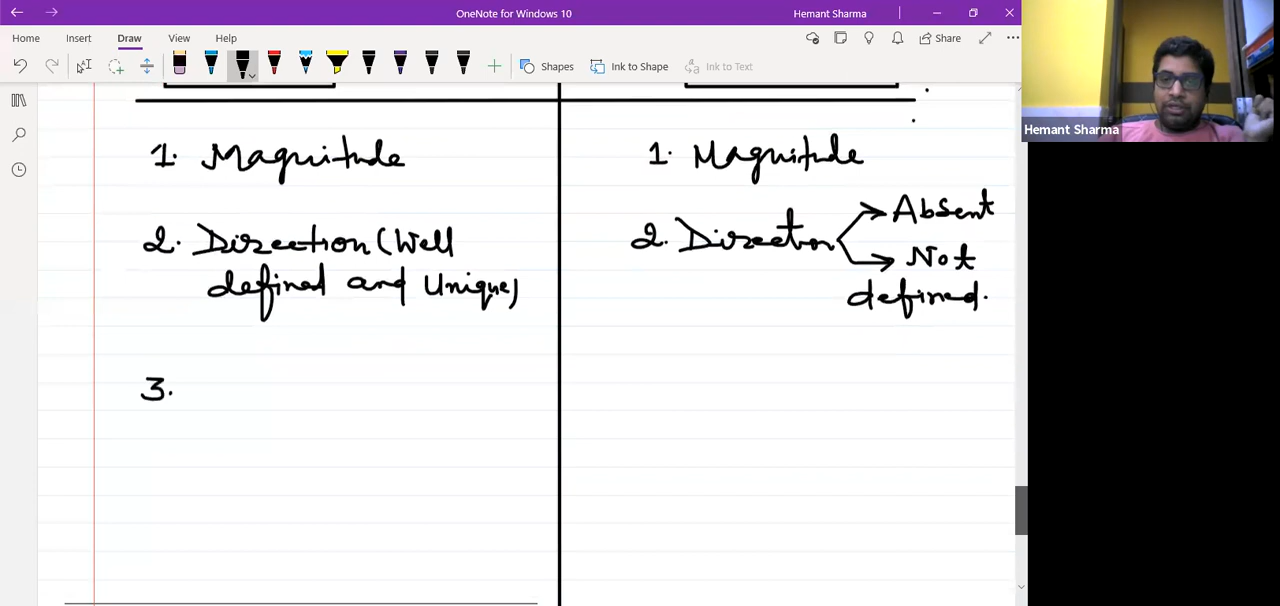 OneNote for Windows 10
Hemant Sharma
Home Insert Draw View Help
Share
Shapes Ink to Shape Ink to Text
Hemant Sharma
1. Magnitude
2. Direction (Well
defined and Unique)
3.
1. Magnitude
2. Direction
Absent
Not
defined.